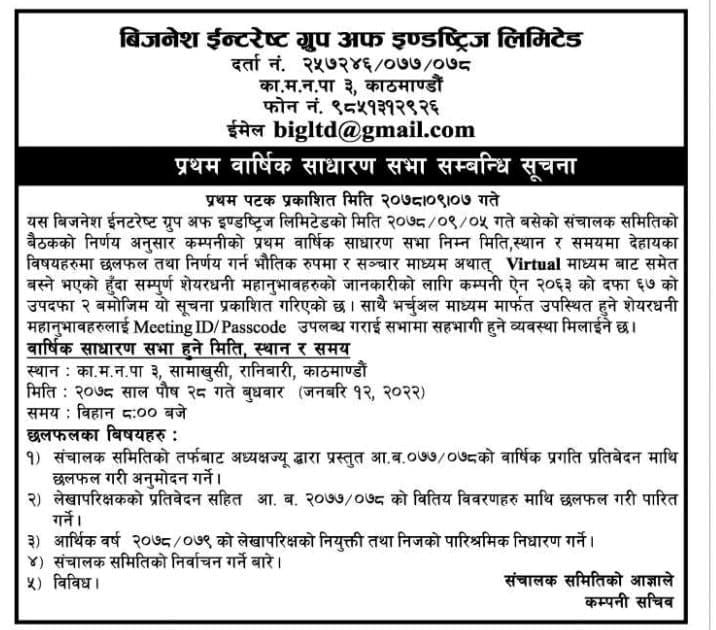 बिजनेश ईन्टरेष्ट ग्रुप अफ इण्डष्ट्रिज लिमिटेड
दर्ता नं. २५७२४६/०७७/०७८
का.म.न.पा ३, काठमाण्डौं
फोन नं. ९८५१३१२९२६
ईमेल bigltd@gmail.com
प्रथम वार्षिक साधारण सभा सम्बन्धि सूचना
प्रथम पटक प्रकाशित मिति २०७८।०९।०७ गते
यस बिजनेश ईनटरेष्ट ग्रुप अफ इण्डष्ट्रिज लिमिटेडको मिति २०७८/०९/०५ गते बसेको संचालक समितिको
बैठकको निर्णय अनुसार कम्पनीको प्रथम वार्षिक साधारण सभा निम्न मिति,स्थान र समयमा देहायका
विषयहरुमा छलफल तथा निर्णय गर्न भौतिक रुपमा र सञ्चार माध्यम अथात् Virtual माध्यम बाट समेत
बस्ने भएको हुँदा सम्पुर्ण शेयरधनी महानुभावहरुको जानकारीको लागि कम्पनी ऐन २०६३ को दफा ६७ को
उपदफा २ बमोजिम यो सूचना प्रकाशित गरिएको छ। साथै भर्चुअल माध्यम मार्फत उपस्थित हुने शेयरधनी
महानुभावहरुलाई Meeting ID/ Passcode उपलब्ध गराई सभामा सहभागी हुने व्यवस्था मिलाईने छ।
वार्षिक साधारण सभा हुने मिति, स्थान र समय
स्थान : का.म.न.पा ३, सामाखुसी, रानिबारी, काठमाण्डौं
मिति : २०७८ साल पौष २८ गते बुधबार (जनबरि १२, २०२२)
समय : विहान ८:०० बजे
छलफलका बिषयहरु :
१) संचालक समितिको तर्फबाट अध्यक्षज्यू द्वारा प्रस्तुत आ.ब.०७७/०७८को बार्षिक प्रगति प्रतिबेदन माथि
छलफल गरी अनुमोदन गर्ने।
२) लेखापरिक्षकको प्रतिवेदन सहित आ. ब. २०७७/०७८ को वितिय विवरणहरु माथि छलफल गरी पारित
गर्ने।
३) आर्थिक वर्ष २०७८/०७९ को लेखापरिक्षको नियुक्ती तथा निजको पारिश्रमिक निधारण गर्ने।
४) संचालक समितिको निर्वाचन गर्ने बारे।
५) विविध।
संचालक समितिको आज्ञाले
कम्पनी सचिव